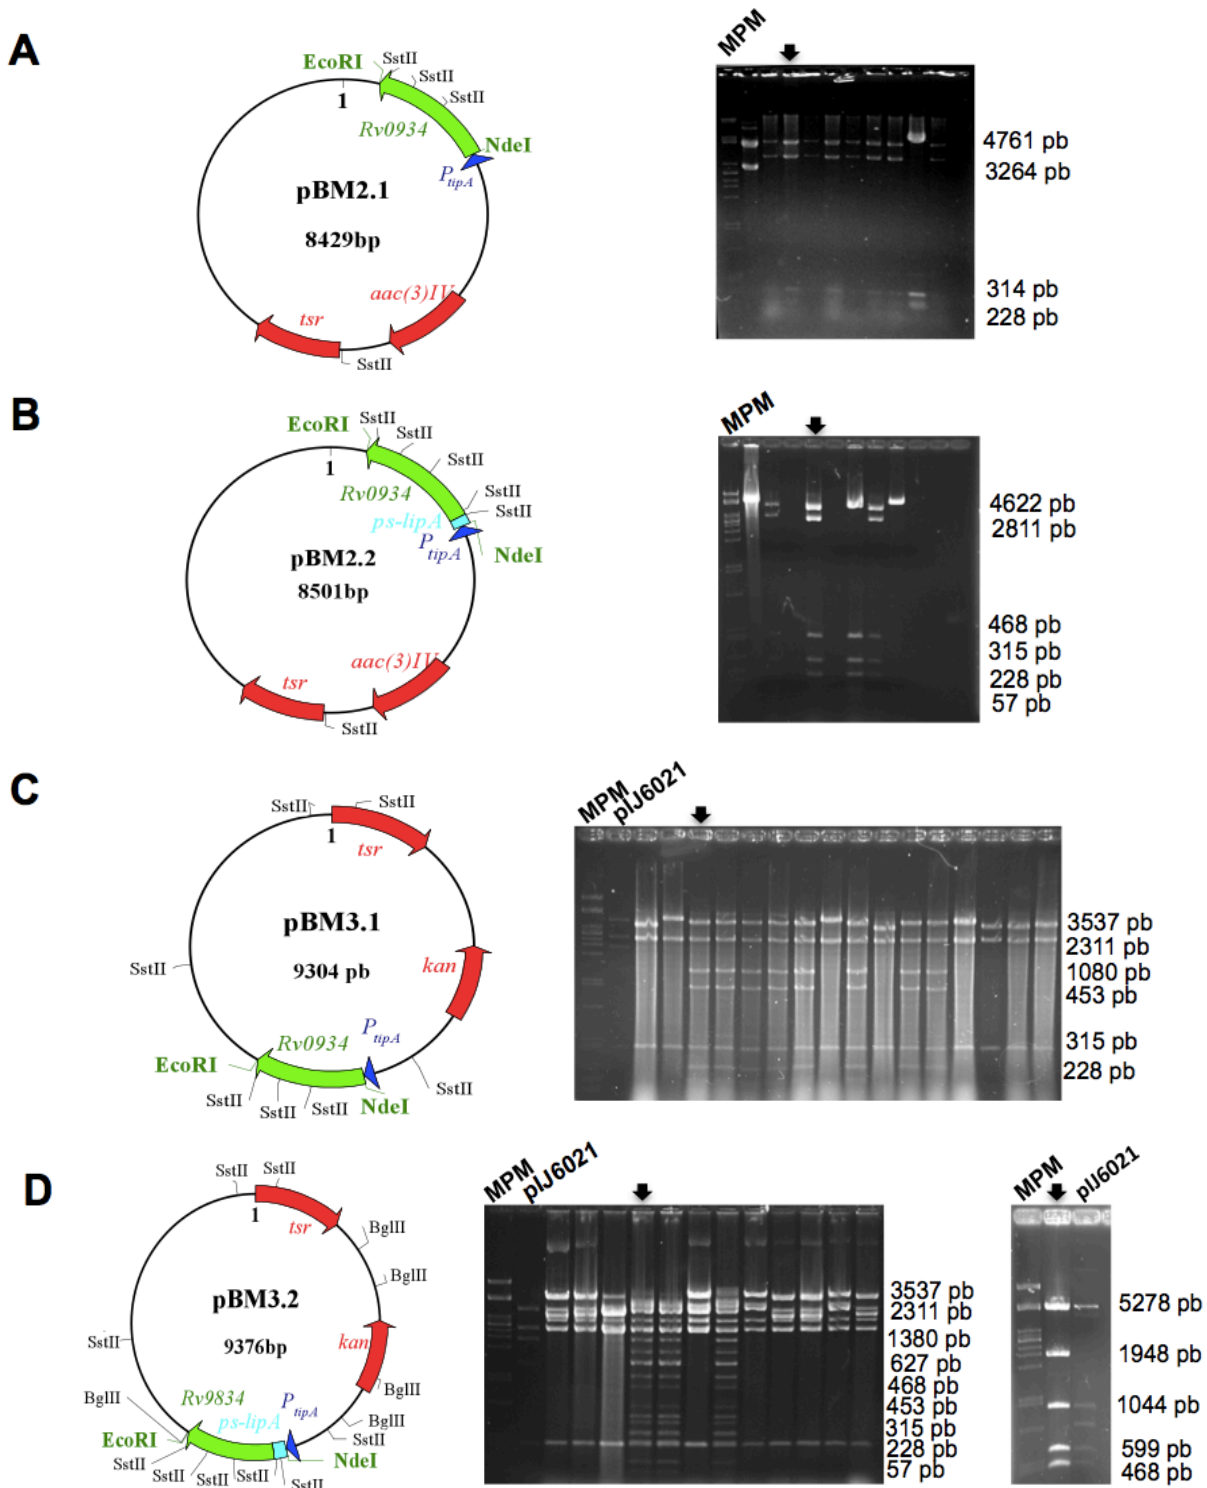 A
EcoRI
SstII
SstII
SstII
1
Rv0934
NdeI
PtipA
pBM2.1
8429bp
aac(3)IV
tsr
SstII
MPM
4761 pb
3264 pb
314 pb
228 pb
B
EcoRI
SstII
SstII
1
SstII
Rv0934
SstII
ps-lipA
SstII
PtipA
NdeI
pBM2.2
8501bp
aac(3)IV
tsr
SstII
MPM
4622 pb
2811 pb
468 pb
315 pb
228 pb
57 pb
C
SstII
SstII
1
tsr
pBM3.1
9304 pb
kan
SstII
Rv0934
PtipA
EcoRI
SstII
SstII
SstII
NdeI
SstII
MPM
pIJ6021
3537 pb
2311 pb
1080 pb
453 pb
315 pb
228 pb
D
SstII
SstII
1
tsr
BglII
BglII
pBM3.2
9376bp
SstII
kan
BglII
BglII
Rv9834
PtipA
ps-lipA
BglII
SstII
EcoRI
NdeI
SstII
SstII
SstII
SstII
MPM
pIJ6021
3537 pb
2311 pb
1380 pb
627 pb
468 pb
453 pb
315 pb
228 pb
57 pb
MPM
pIJ6021
5278 pb
1948 pb
1044 pb
599 pb
468 pb